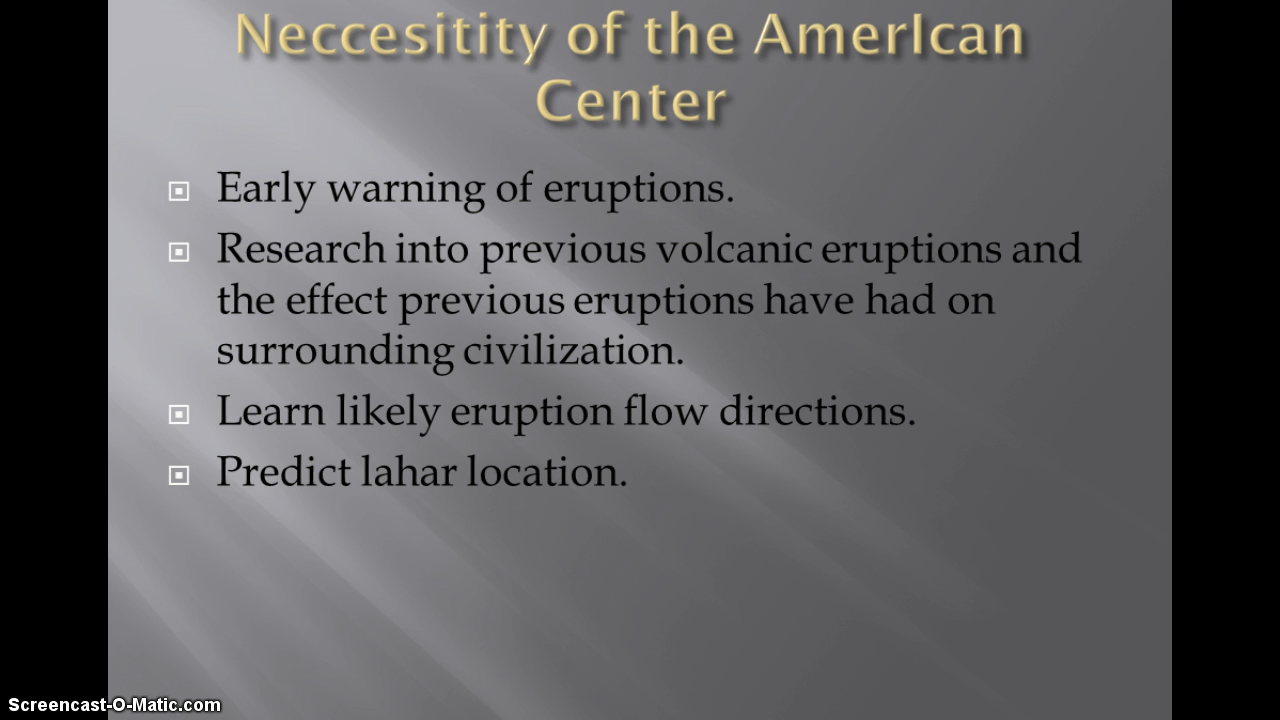 Neccesitity of the AmerIcan
Center
Early warning of eruptions.
Research into previous volcanic eruptions and
the effect previous eruptions have had on
surrounding civilization.
Learn likely eruption flow directions.
Predict lahar location.
Screencast-O-Matic.com